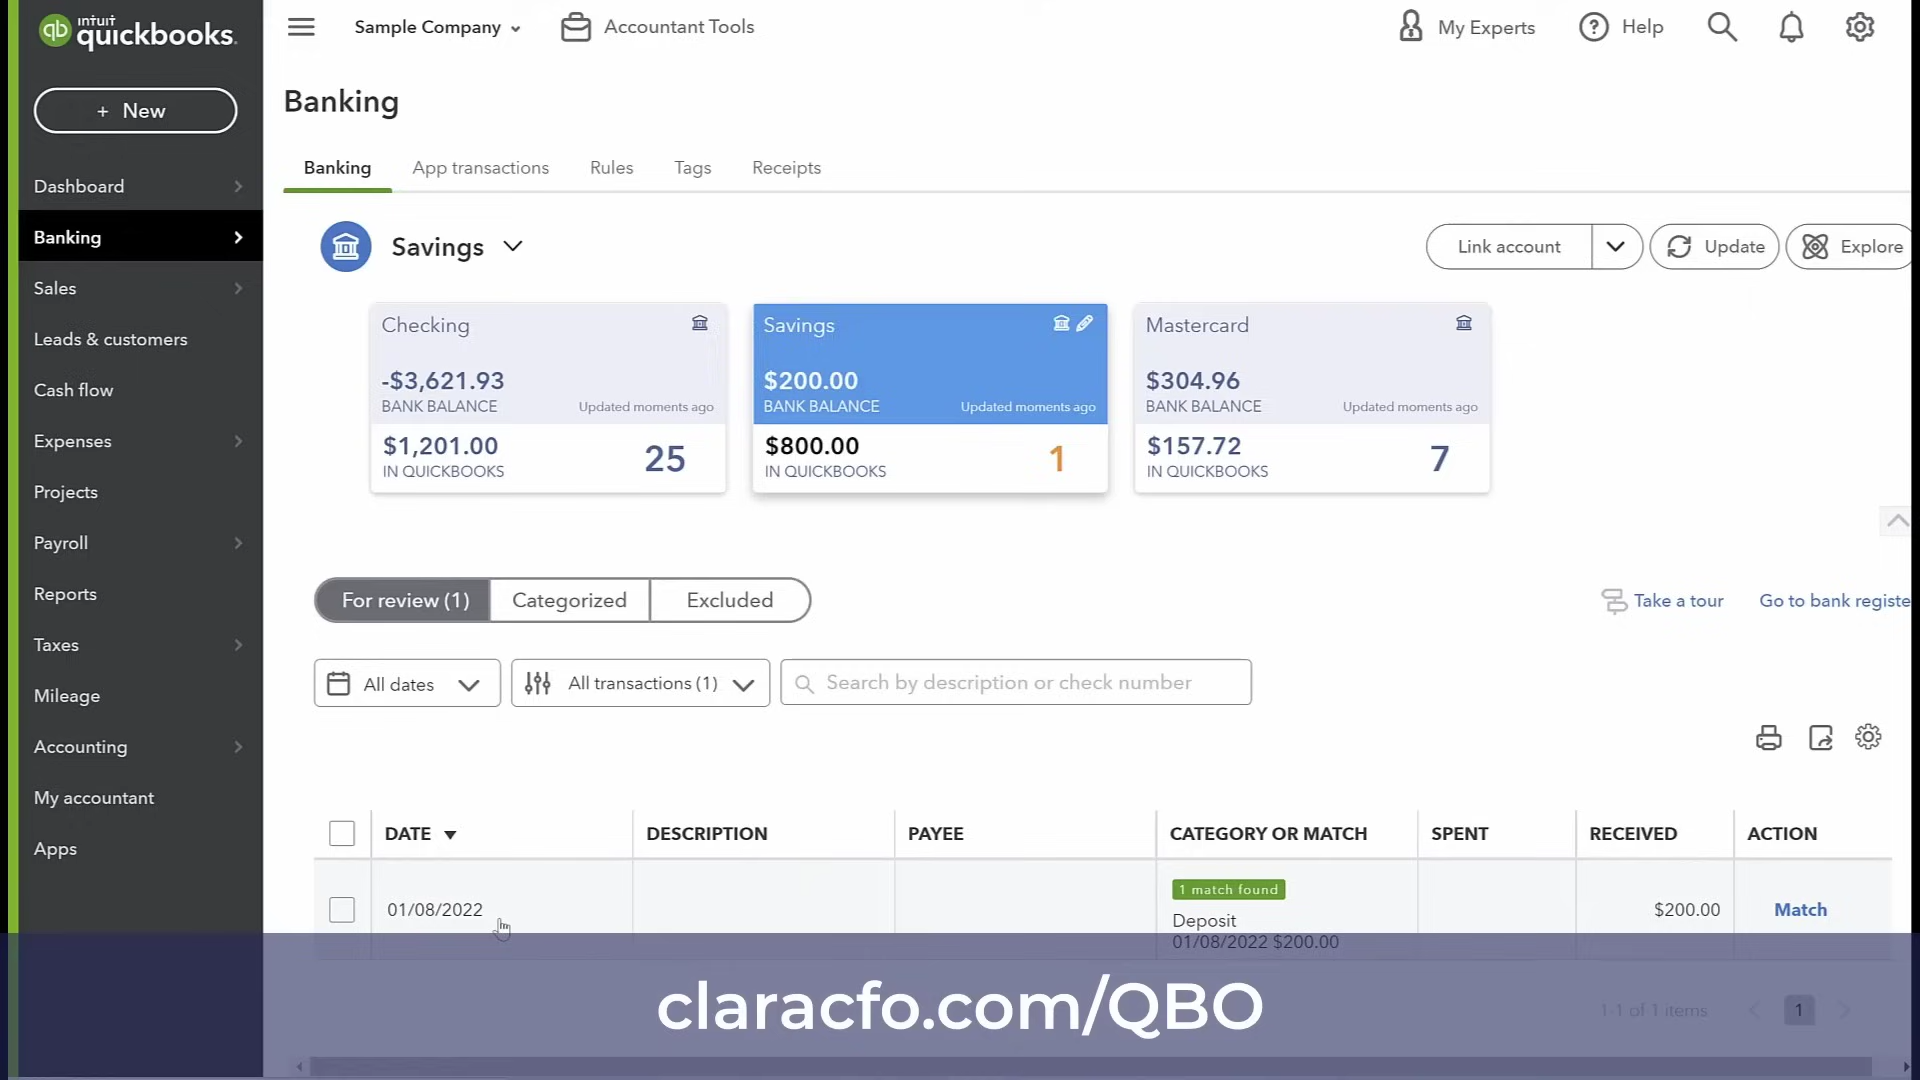 intuit
quickbooks.
Sample Company
Accountant Tools
My Experts
Help
+ New
Banking
Banking
App transactions
Rules
Tags
Receipts
Dashboard
Banking
Sales
Leads & customers
Cash flow
Expenses
Projects
Payroll
Reports
Taxes
Mileage
Accounting
My accountant
Apps
Savings
Link account
Update
Explore
Checking
-$3,621.93
BANK BALANCE
Updated moments ago
$1,201.00
IN QUICKBOOKS
25
Savings
$200.00
BANK BALANCE
Updated moments ago
$800.00
IN QUICKBOOKS
1
Mastercard
$304.96
BANK BALANCE
Updated moments ago
$157.72
IN QUICKBOOKS
7
For review (1)
Categorized
Excluded
Take a tour
Go to bank registe
All dates
All transactions (1)
Search by description or check number
DATE
DESCRIPTION
PAYEE
CATEGORY OR MATCH
SPENT
RECEIVED
ACTION
01/08/2022
1 match found
Deposit
01/08/2022 $200.00
$200.00
Match
claracfo.com/QBO
1-1 of 1 items
1